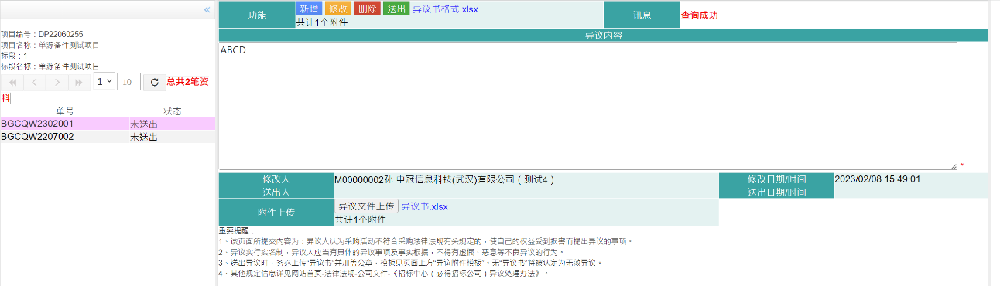 «
项目编号：DP22060255
项目名称：单源备件测试项目
标段：1
标段名称：单源备件测试项目
1 10 总共2笔资
料
单号 状态
BGCQW2302001 未送出
BGCQW2207002 未送出
功能 新增 修改 删除 送出 异议书格式.xlsx 讯息 查询成功
共计1个附件
异议内容
ABCD
*
修改人 M00000002孙 中冠信息科技(武汉)有限公司（测试4） 修改日期/时间 2023/02/08 15:49:01
送出人 送出日期/时间
附件上传 异议文件上传 异议书.xlsx
共计1个附件
重要提醒：
1、该页面所提交内容为：异议人认为采购活动不符合采购法律法规有关规定的，使自己的权益受到损害而提出异议的事项。
2、异议实行实名制，异议人应当有具体的异议事项及事实根据，不得有虚假、恶意等不良异议的行为。
3、送出异议时，务必上传“异议书”并加盖公章，模板见页面上方“异议附件模板”。无“异议书”将被认定为无效异议。
4、其他规定信息详见网站首页-法律法规-公司文件-《招标中心（必得招标公司）异议处理办法》。